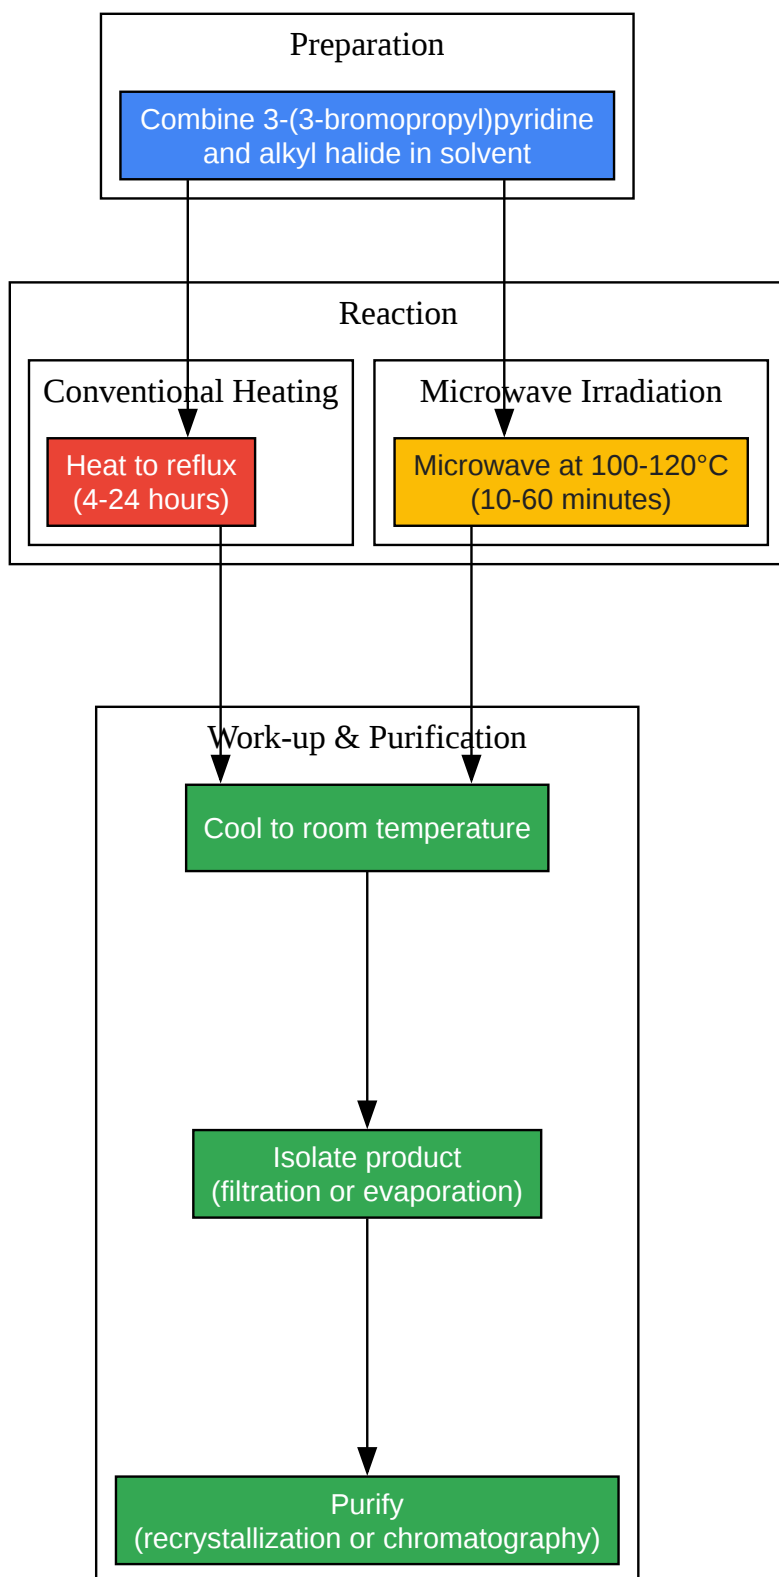 Preparation
Combine 3-(3-bromopropyl)pyridine
and alkyl halide in solvent
Reaction
Conventional Heating
Heat to reflux
(4-24 hours)
Microwave Irradiation
Microwave at 100-120°C
(10-60 minutes)
Work-up & Purification
Cool to room temperature
Isolate product
(filtration or evaporation)
Purify
(recrystallization or chromatography)